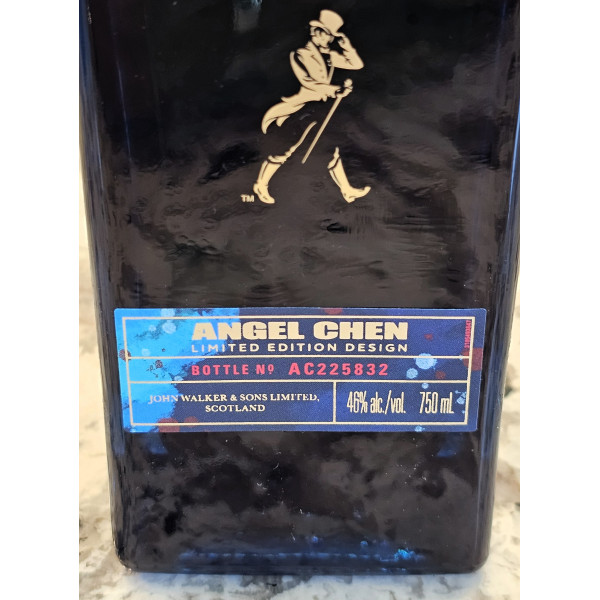 TM
ANGEL CHEN
LIMITED EDITION DESIGN
BOTTLE Nº AC225832
JOHN WALKER & SONS LIMITED,
SCOTLAND
46% alc./vol. 750 mL